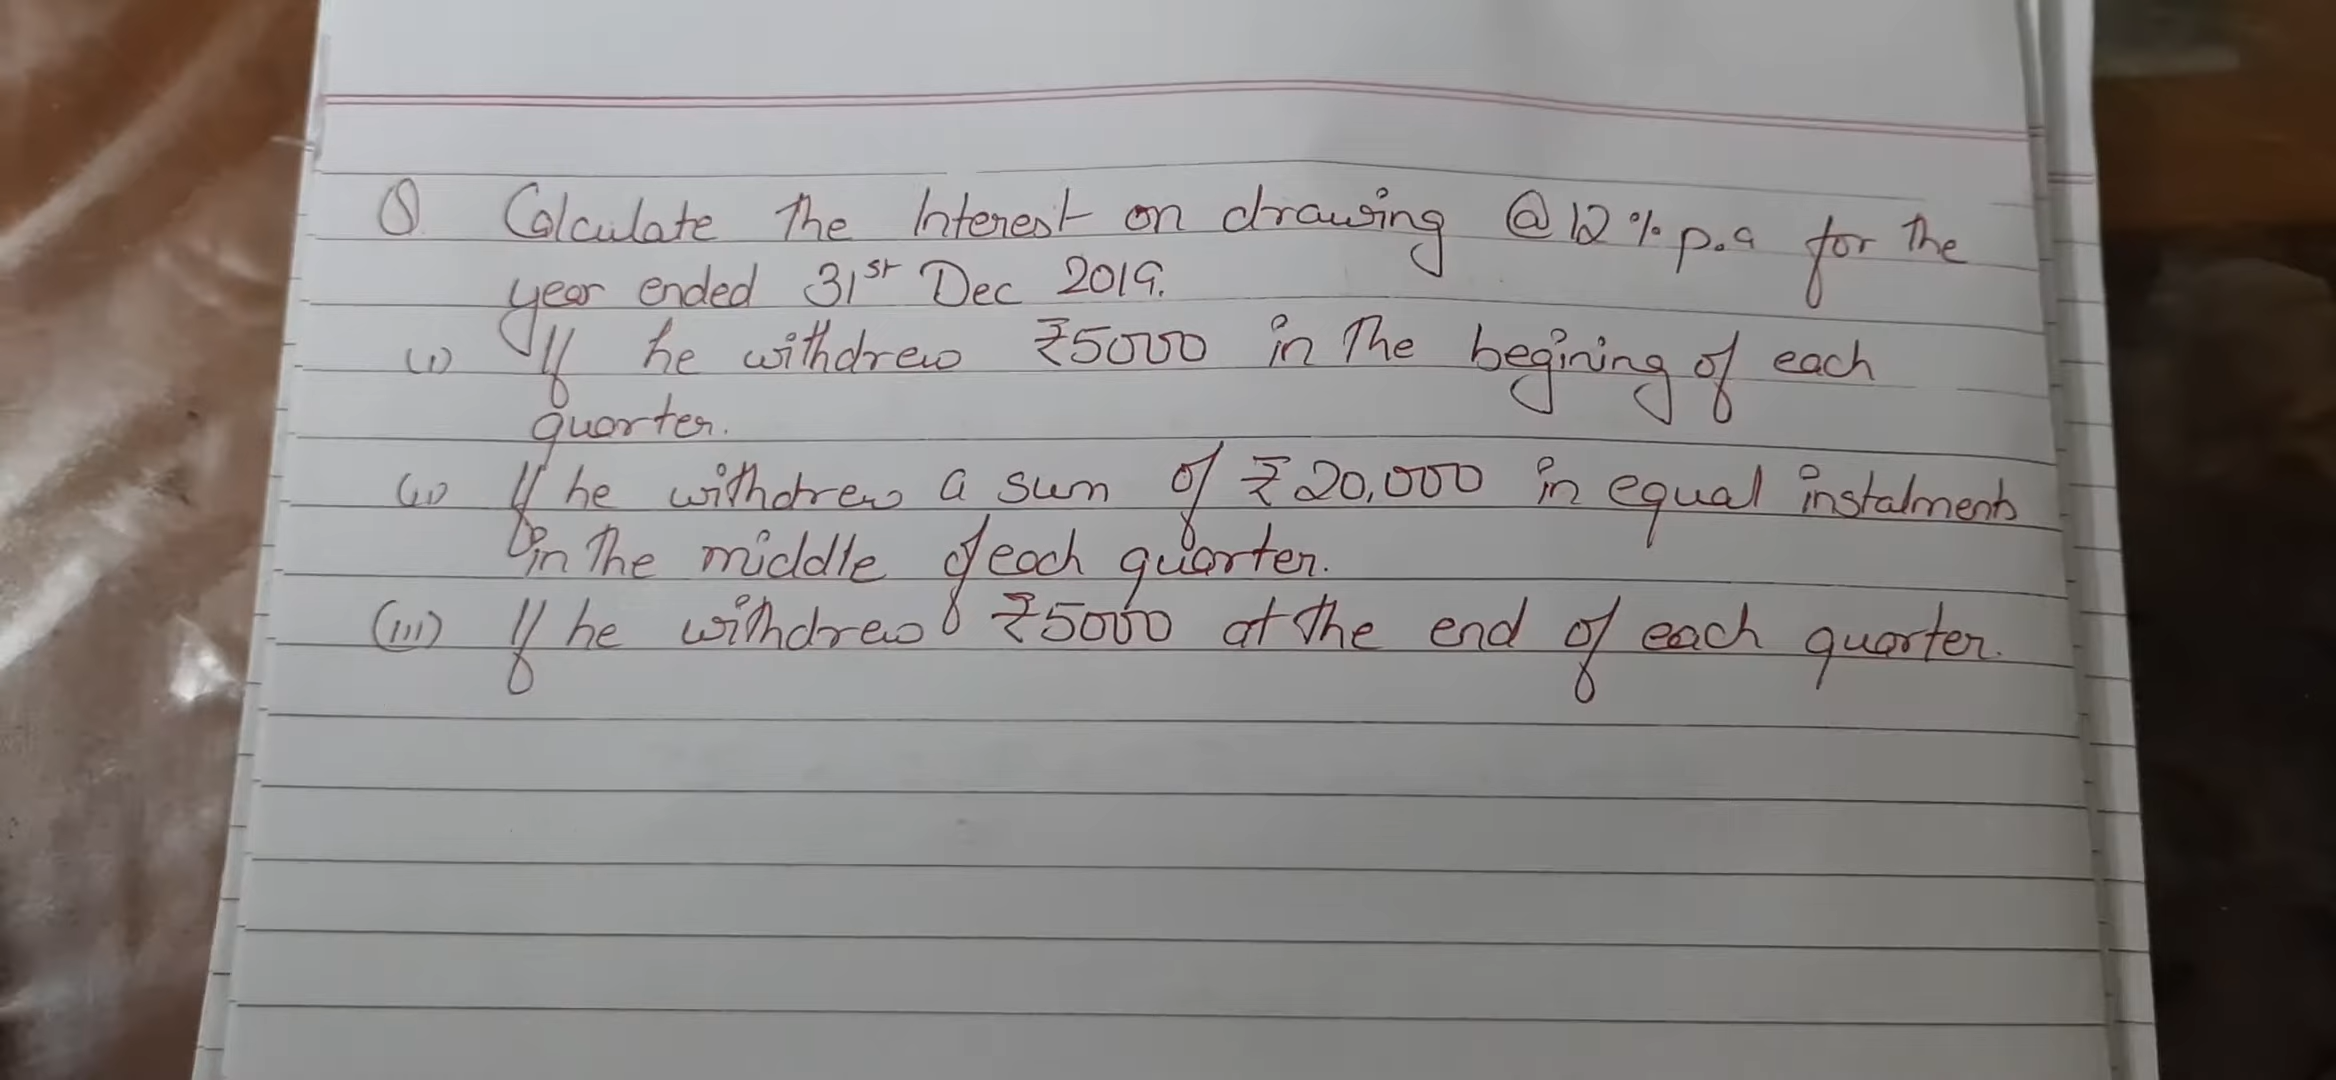 Q Calculate the Interest on drawing @ 12% p.a for the
year ended 31st Dec 2019.
(i) If he withdrew ₹5000 in the begining of each
quarter.
(ii) If he withdrew a sum of ₹20,000 in equal instalments
in the middle of each quarter.
(iii) If he withdrew ₹5000 at the end of each quarter.